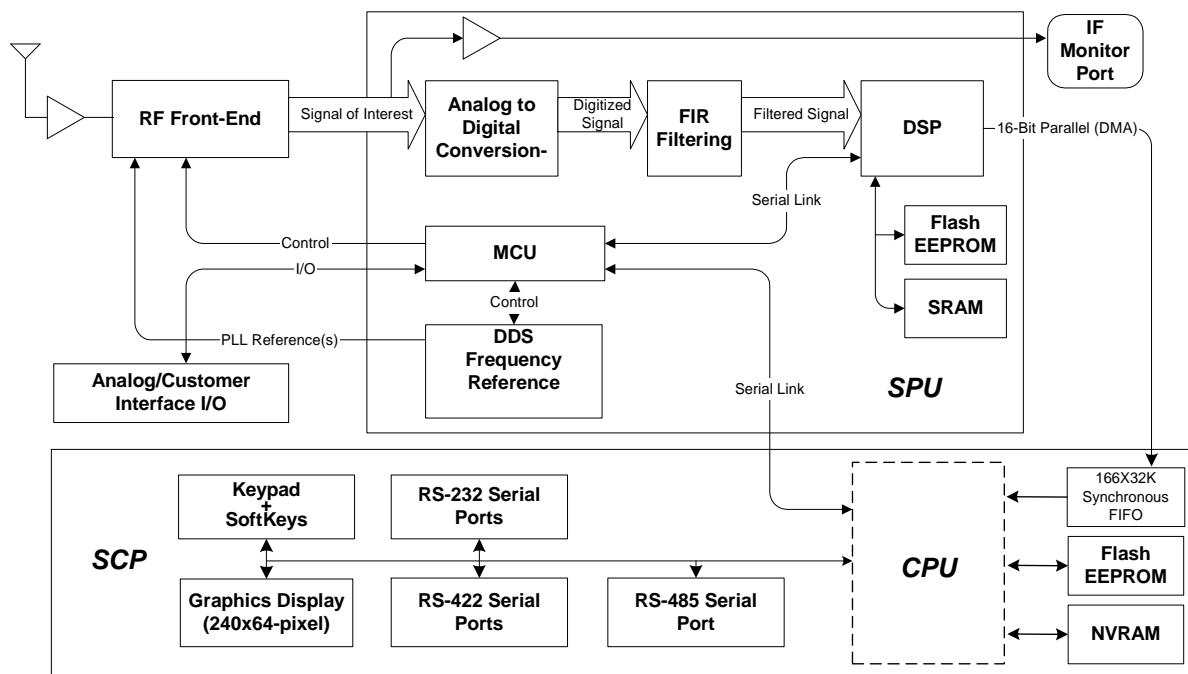 IF
Monitor
Port
RF Front-End
Signal of Interest
Analog to
Digital
Conversion-
Digitized
Signal
FIR
Filtering
Filtered Signal
DSP
16-Bit Parallel (DMA)
Serial Link
Flash
EEPROM
Control
MCU
I/O
Control
SRAM
PLL Reference(s)
DDS
Frequency
Reference
Analog/Customer
Interface I/O
Serial Link
SPU
Keypad
+
SoftKeys
RS-232 Serial
Ports
166X32K
Synchronous
FIFO
SCP
CPU
Flash
EEPROM
Graphics Display
(240x64-pixel)
RS-422 Serial
Ports
RS-485 Serial
Port
NVRAM